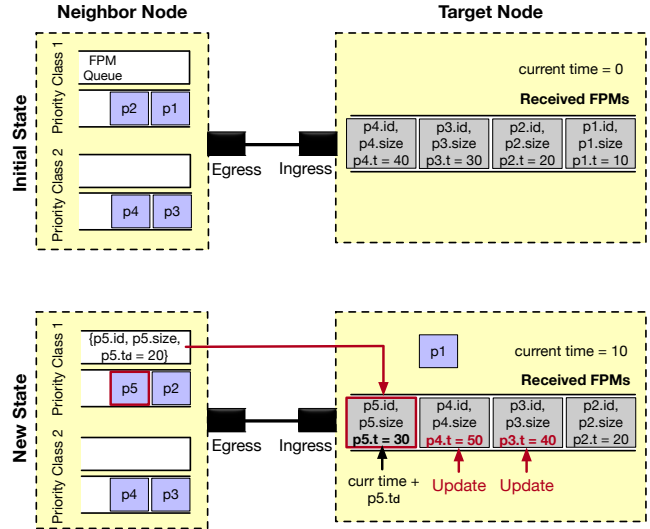 Neighbor Node
Target Node
Initial State
Priority Class 1
FPM
Queue
p2
p1
Priority Class 2
p4
p3
Egress
Ingress
current time = 0
Received FPMs
p4.id,
p4.size
p4.t = 40
p3.id,
p3.size
p3.t = 30
p2.id,
p2.size
p2.t = 20
p1.id,
p1.size
p1.t = 10
New State
Priority Class 1
{p5.id, p5.size,
p5.td = 20}
p5
p2
Priority Class 2
p4
p3
Egress
Ingress
p1
current time = 10
Received FPMs
p5.id,
p5.size
p5.t = 30
p4.id,
p4.size
p4.t = 50
p3.id,
p3.size
p3.t = 40
p2.id,
p2.size
p2.t = 20
curr time +
p5.td
Update
Update